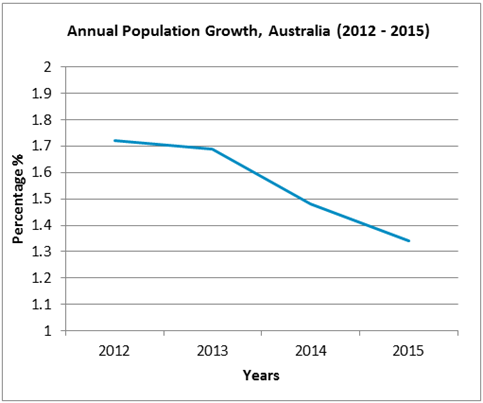 Annual Population Growth, Australia (2012 - 2015)
Percentage %
2
1.9
1.8
1.7
1.6
1.5
1.4
1.3
1.2
1.1
1
2012 2013 2014 2015
Years